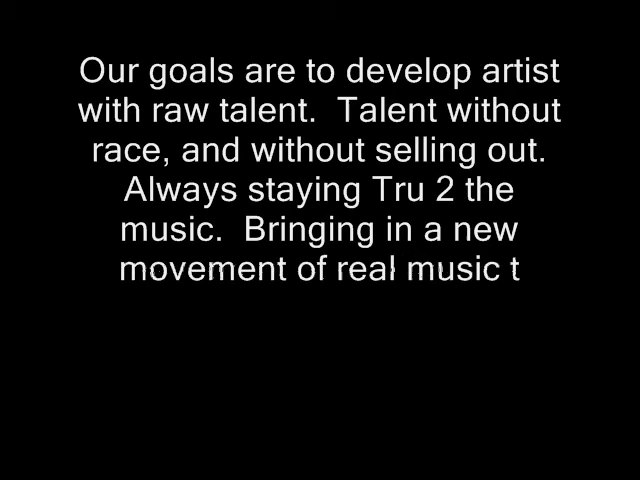 Our goals are to develop artist
with raw talent.  Talent without
race, and without selling out.
Always staying Tru 2 the
music.  Bringing in a new
movement of real music t